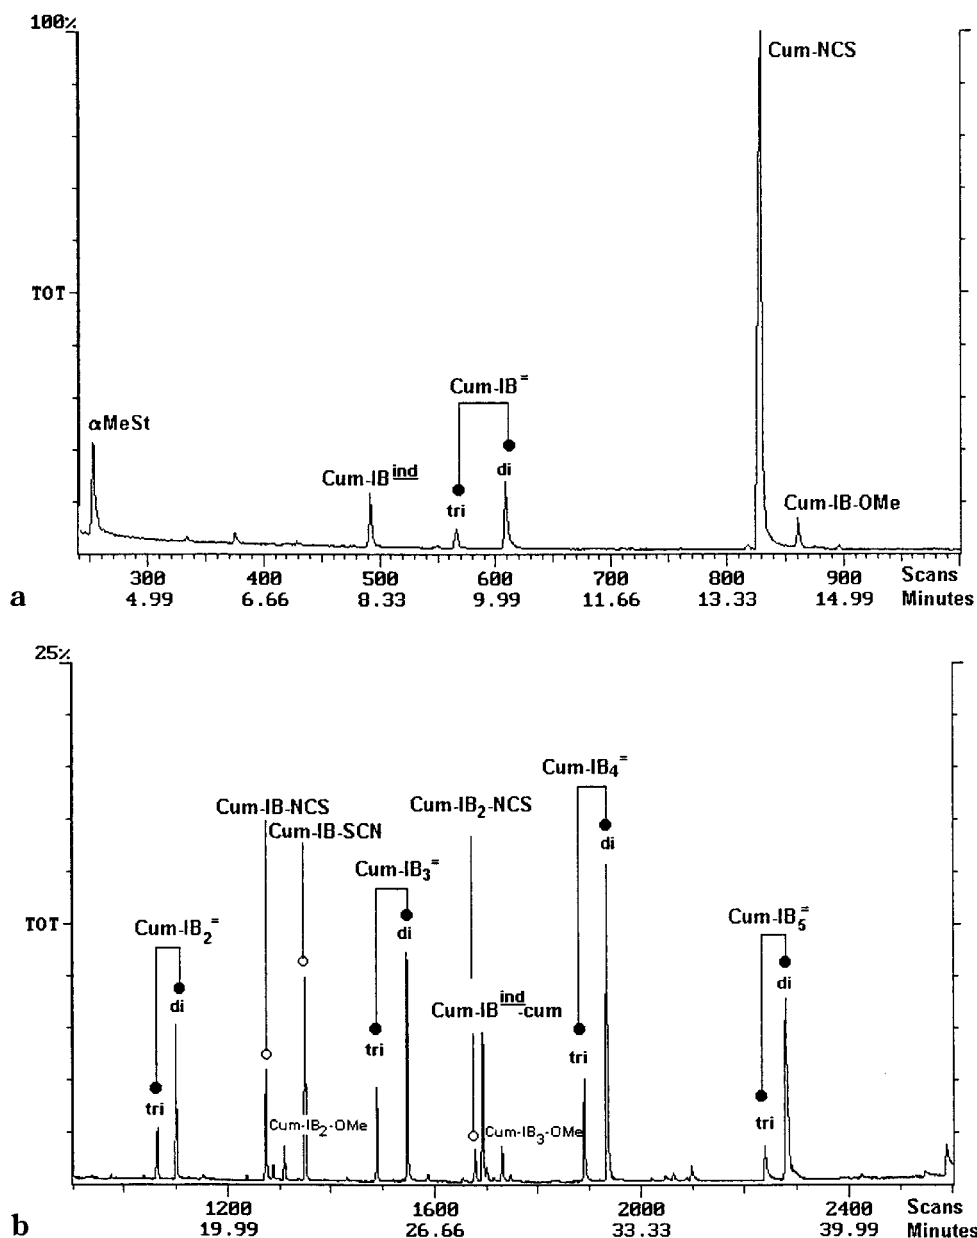 100%
Cum-NCS
TOT
Cum-IB=
αMeSt
di
Cum-IB ind
tri
Cum-IB-OMe
300 400 500 600 700 800 900 Scans
a 4.99 6.66 8.33 9.99 11.66 13.33 14.99 Minutes
25%
Cum-IB4=
Cum-IB-NCS Cum-IB2-NCS
Cum-IB-SCN
di
Cum-IB3=
TOT
Cum-IB2= Cum-IB5=
di
di di
Cum-IB ind-cum
tri tri
Cum-IB2-OMe Cum-IB3-OMe
tri tri
1200 1600 2000 2400 Scans
b 19.99 26.66 33.33 39.99 Minutes